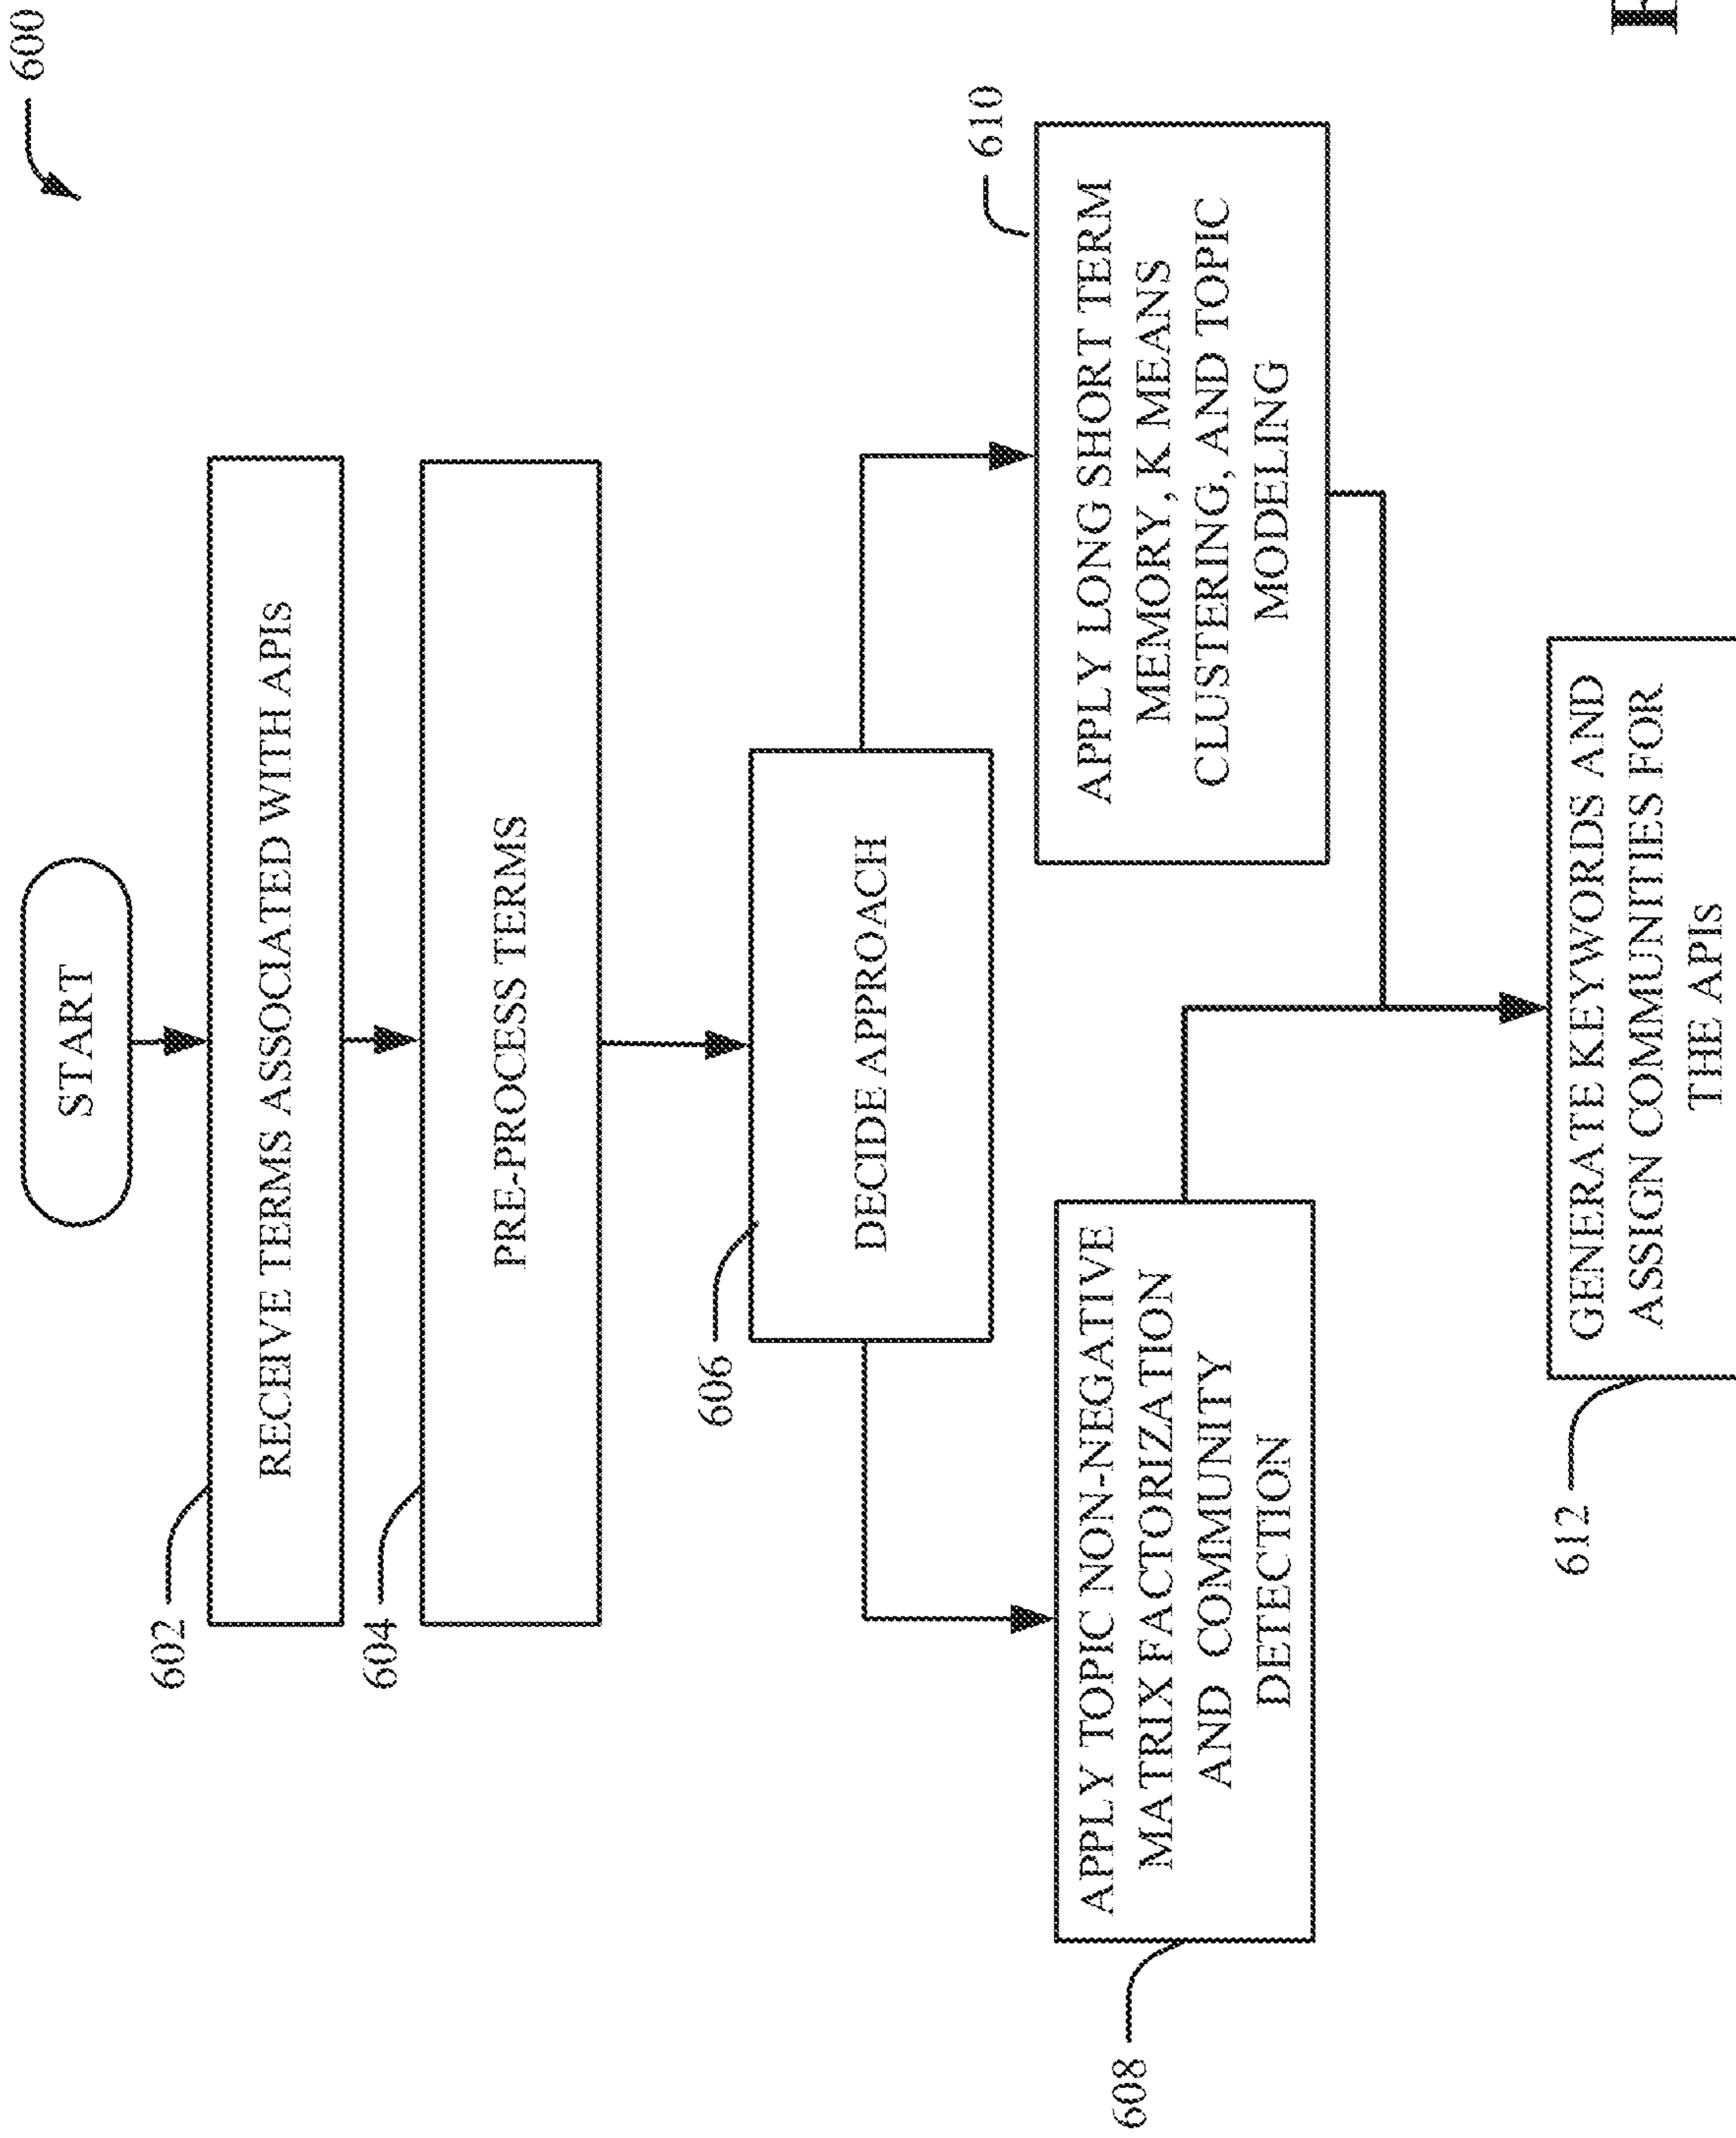 600
START
602
RECEIVE TERMS ASSOCIATED WITH APIs
604
PRE-PROCESS TERMS
606
DECIDE APPROACH
608
APPLY TOPIC NON-NEGATIVE
MATRIX FACTORIZATION
AND COMMUNITY
DETECTION
610
APPLY LONG SHORT TERM
MEMORY, K MEANS
CLUSTERING, AND TOPIC
MODELING
612
GENERATE KEYWORDS AND
ASSIGN COMMUNITIES FOR
THE APIs